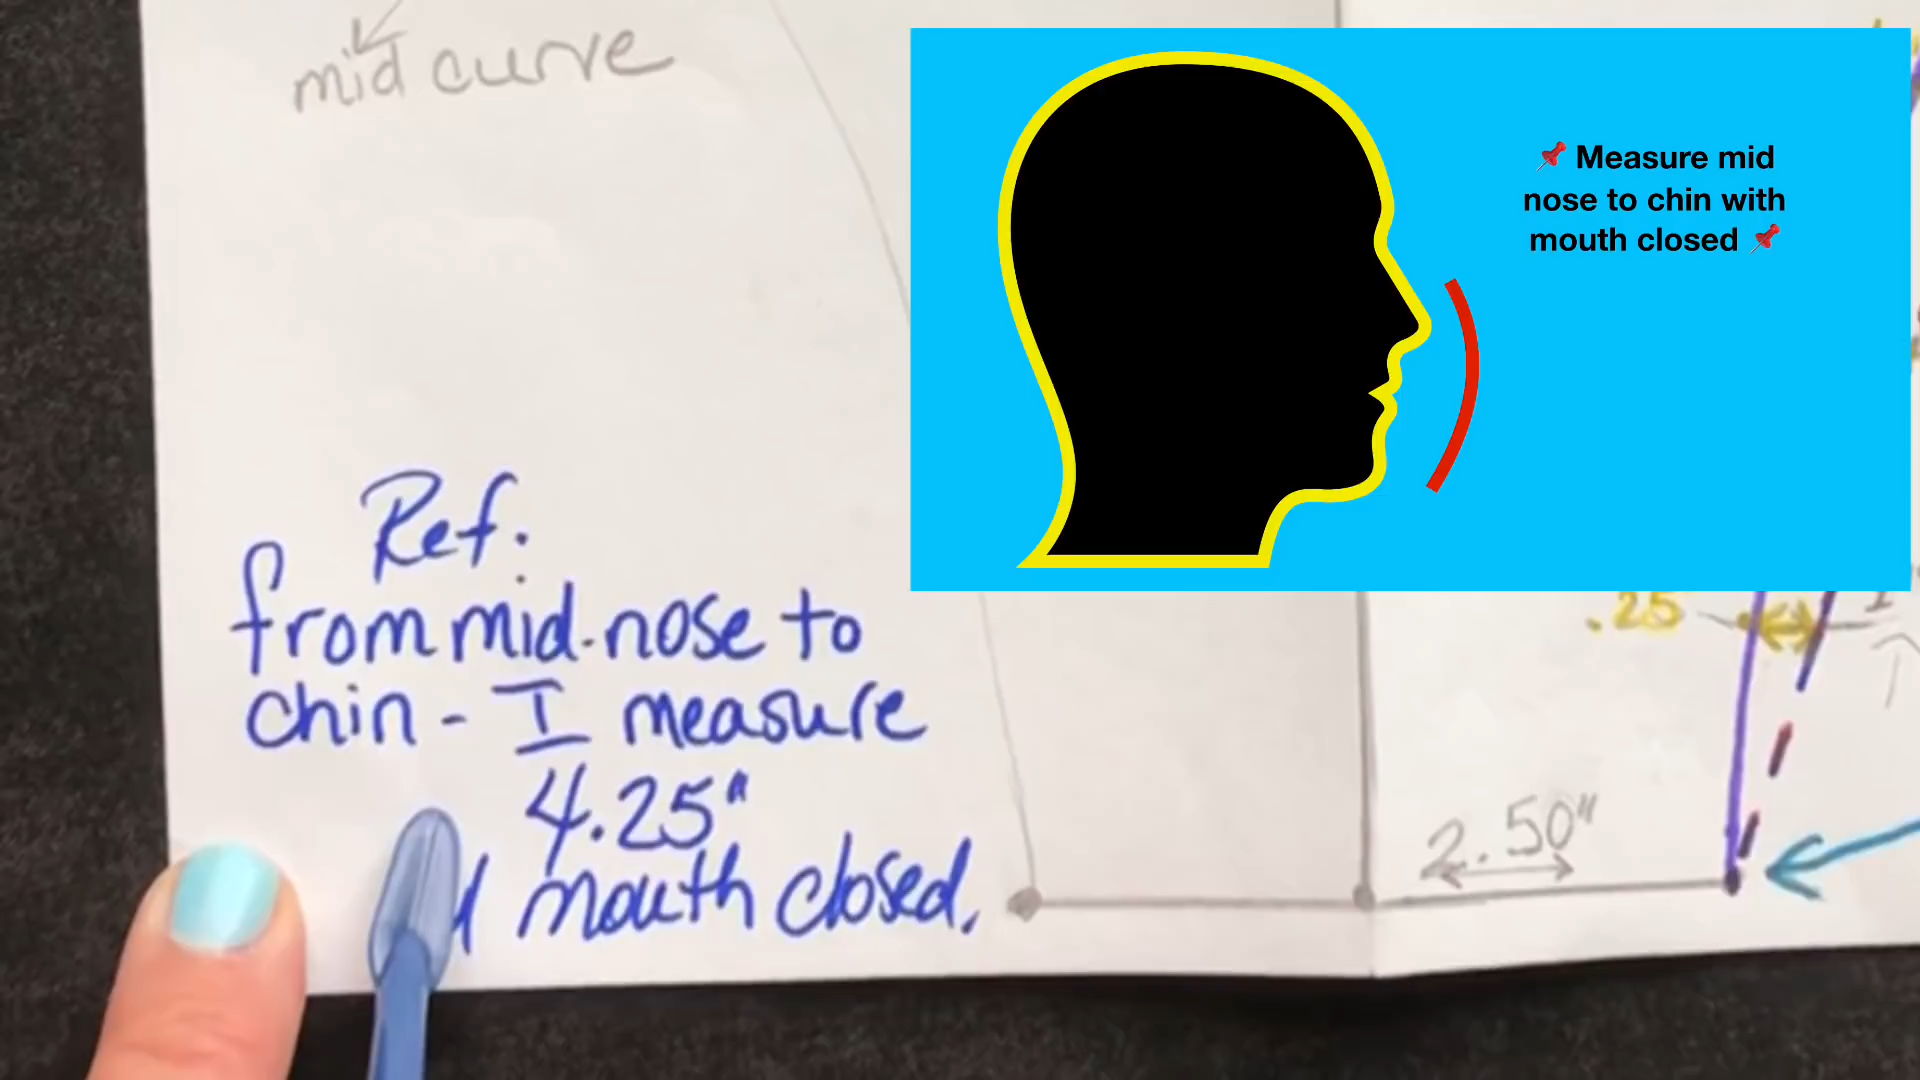 mid curve
📌 Measure mid
nose to chin with
mouth closed 📌
Ref:
from mid-nose to
chin - I measure
4.25"
mouth closed.
.25
2.50"